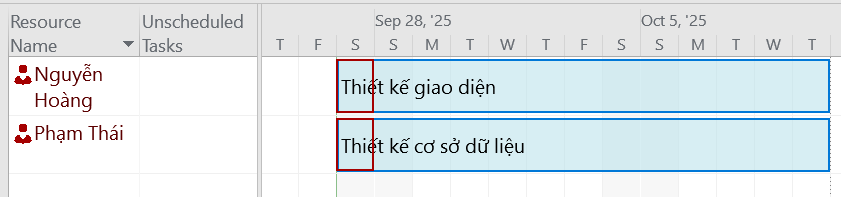 Resource Name
Unscheduled Tasks
Sep 28, '25
Oct 5, '25
T F S S M T W T F S S M T W T
Nguyễn Hoàng
Thiết kế giao diện
Phạm Thái
Thiết kế cơ sở dữ liệu